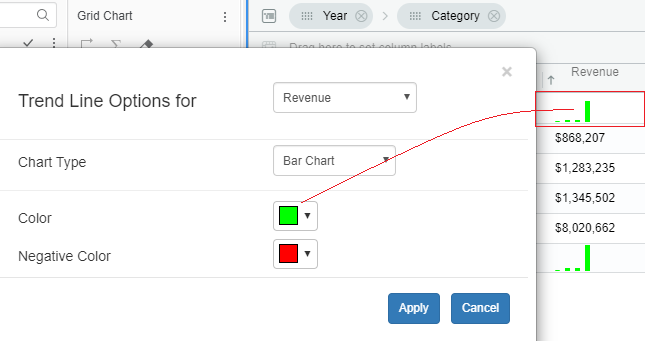 Grid Chart
Year
Category
Drag here to set column labels
Revenue
Trend Line Options for
Revenue
Chart Type
Bar Chart
Color
Negative Color
Apply
Cancel
$868,207
$1,283,235
$1,345,502
$8,020,662